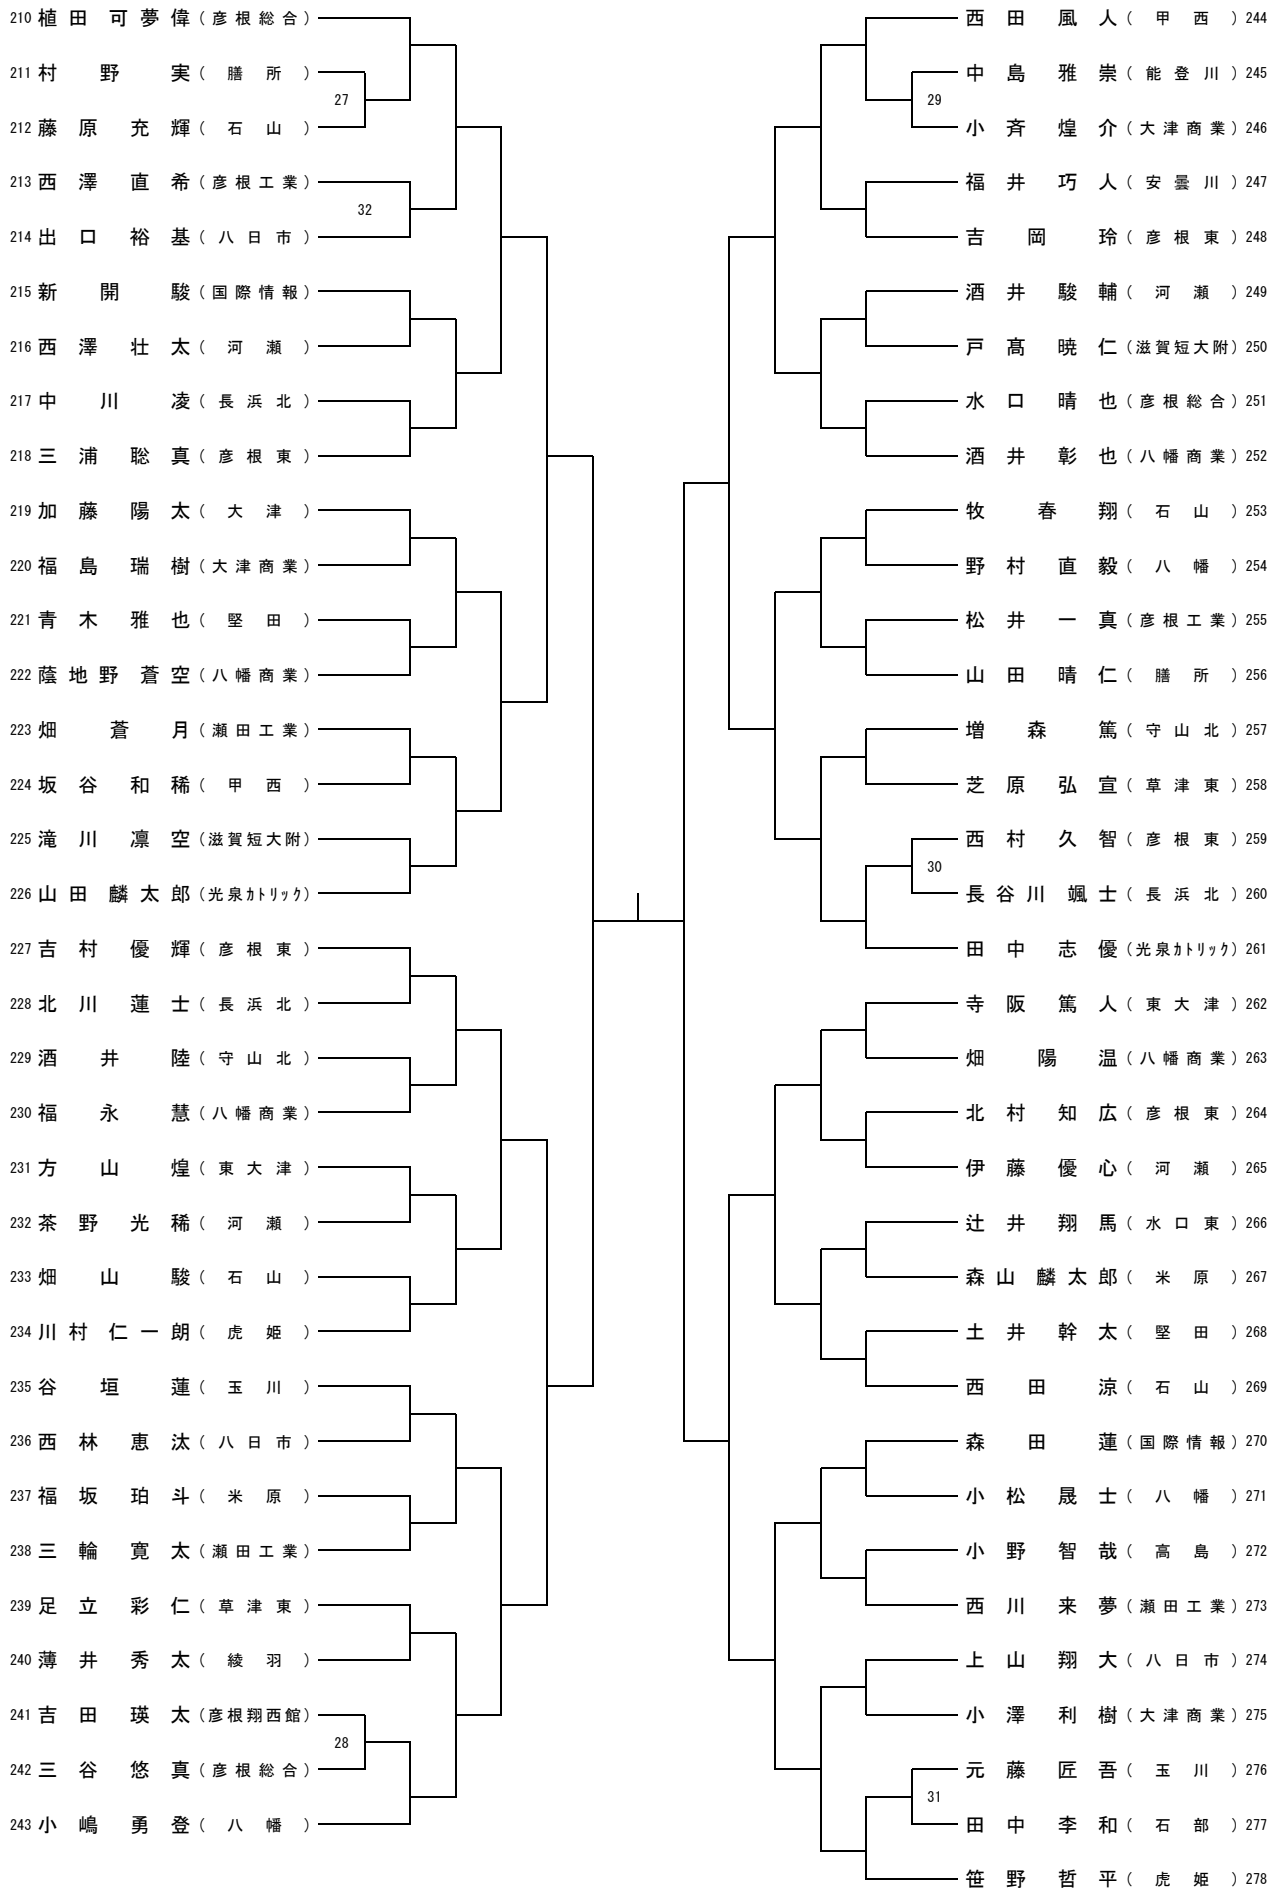 210 植田 可夢偉 (彦根総合)
211 村野 実 (膳所)
27
212 藤原 充輝 (石山)
213 西澤 直希 (彦根工業)
32
214 出口 裕基 (八日市)
215 新開 駿 (国際情報)
216 西澤 壮太 (河瀬)
217 中川 凌 (長浜北)
218 三浦 聡真 (彦根東)
219 加藤 陽太 (大津)
220 福島 瑞樹 (大津商業)
221 青木 雅也 (堅田)
222 蔭地野 蒼空 (八幡商業)
223 畑 蒼月 (瀬田工業)
224 坂谷 和稀 (甲西)
225 滝川 凛空 (滋賀短大附)
226 山田 麟太郎 (光泉カトリック)
227 吉村 優輝 (彦根東)
228 北川 蓮士 (長浜北)
229 酒井 陸 (守山北)
230 福永 慧 (八幡商業)
231 方山 煌 (東大津)
232 茶野 光稀 (河瀬)
233 畑山 駿 (石山)
234 川村 仁一朗 (虎姫)
235 谷垣 蓮 (玉川)
236 西林 恵汰 (八日市)
237 福坂 珀斗 (米原)
238 三輪 寛太 (瀬田工業)
239 足立 彩仁 (草津東)
240 薄井 秀太 (綾羽)
241 吉田 瑛太 (彦根翔西館)
28
242 三谷 悠真 (彦根総合)
243 小嶋 勇登 (八幡)
西田 風人 (甲西) 244
中島 雅崇 (能登川) 245
29
小斉 煌介 (大津商業) 246
福井 巧人 (安曇川) 247
吉岡 玲 (彦根東) 248
酒井 駿輔 (河瀬) 249
戸髙 暁仁 (滋賀短大附) 250
水口 晴也 (彦根総合) 251
酒井 彰也 (八幡商業) 252
牧 春翔 (石山) 253
野村 直毅 (八幡) 254
松井 一真 (彦根工業) 255
山田 晴仁 (膳所) 256
増森 篤 (守山北) 257
芝原 弘宣 (草津東) 258
西村 久智 (彦根東) 259
30
長谷川 颯士 (長浜北) 260
田中 志優 (光泉カトリック) 261
寺阪 篤人 (東大津) 262
畑 陽温 (八幡商業) 263
北村 知広 (彦根東) 264
伊藤 優心 (河瀬) 265
辻井 翔馬 (水口東) 266
森山 麟太郎 (米原) 267
土井 幹太 (堅田) 268
西田 涼 (石山) 269
森田 蓮 (国際情報) 270
小松 晟士 (八幡) 271
小野 智哉 (高島) 272
西川 来夢 (瀬田工業) 273
上山 翔大 (八日市) 274
小澤 利樹 (大津商業) 275
元藤 匠吾 (玉川) 276
31
田中 李和 (石部) 277
笹野 哲平 (虎姫) 278